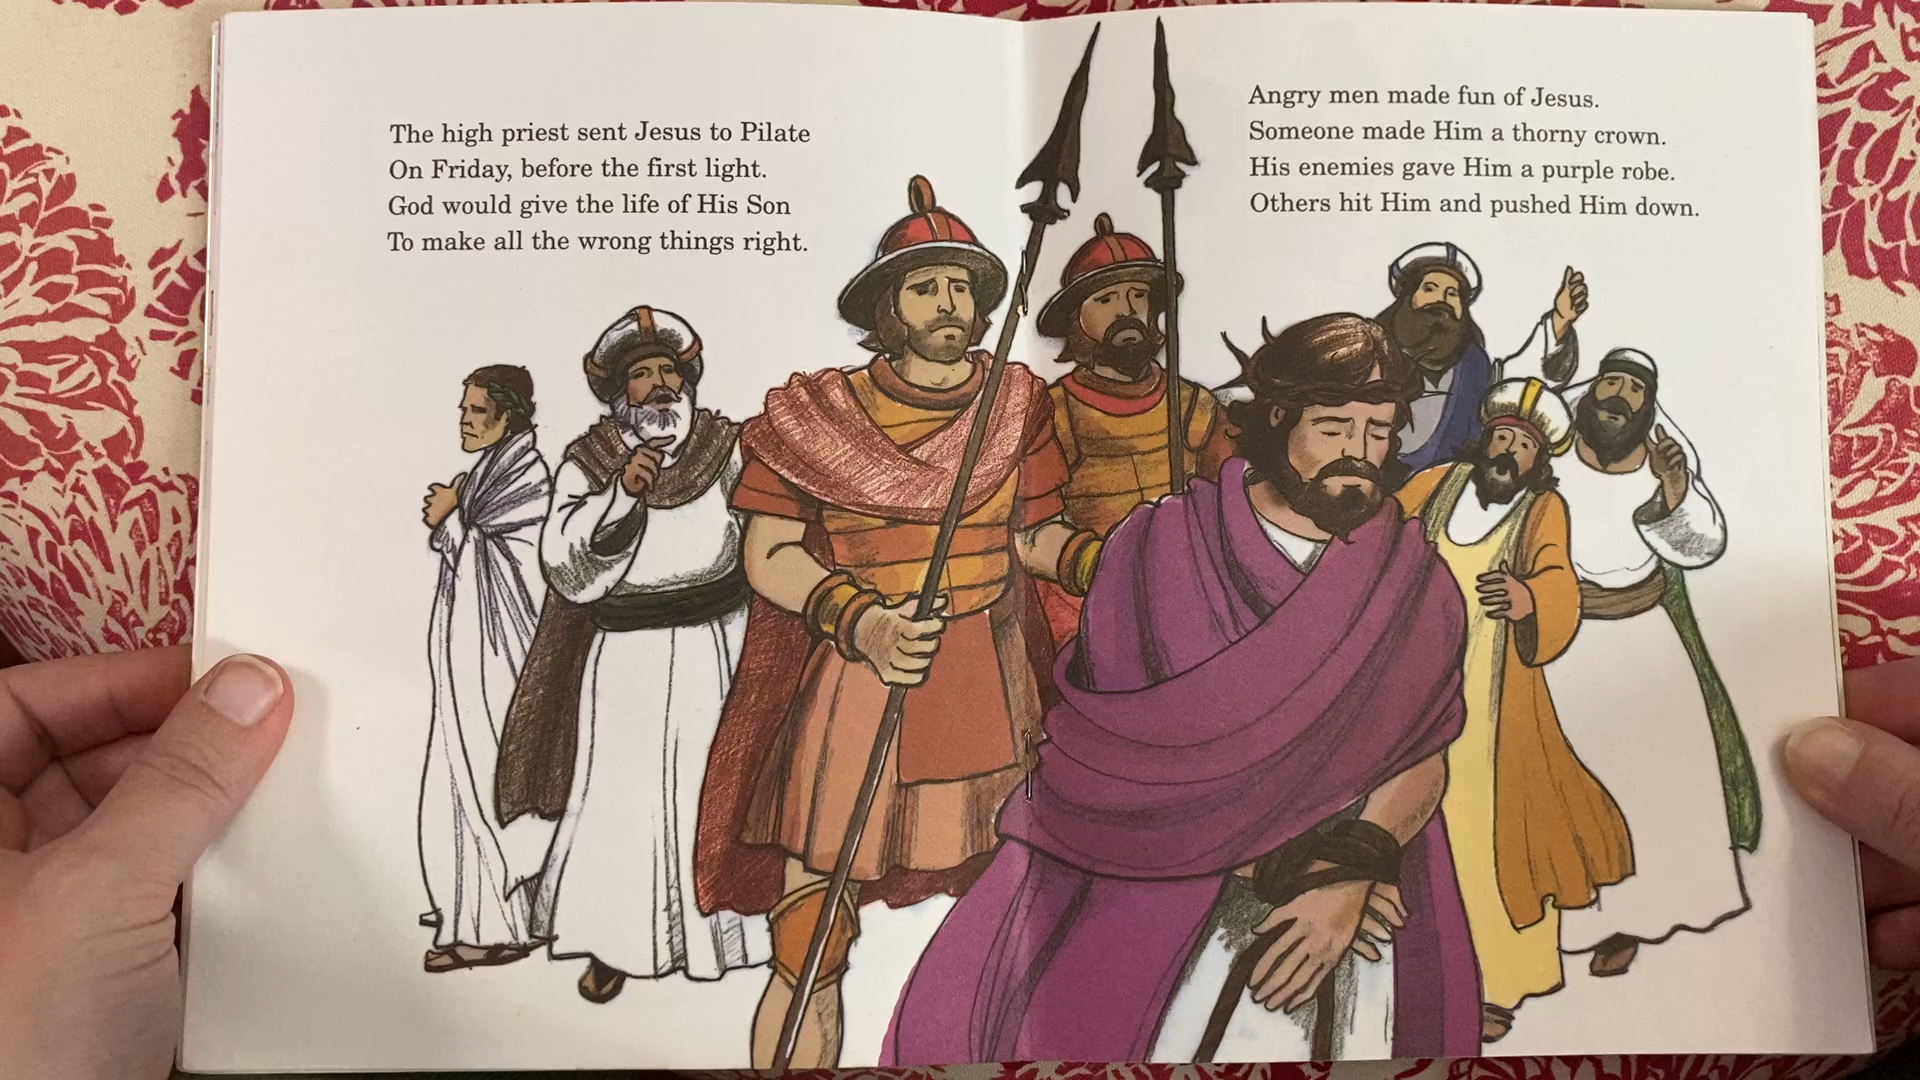 The high priest sent Jesus to Pilate
On Friday, before the first light.
God would give the life of His Son
To make all the wrong things right.
Angry men made fun of Jesus.
Someone made Him a thorny crown.
His enemies gave Him a purple robe.
Others hit Him and pushed Him down.